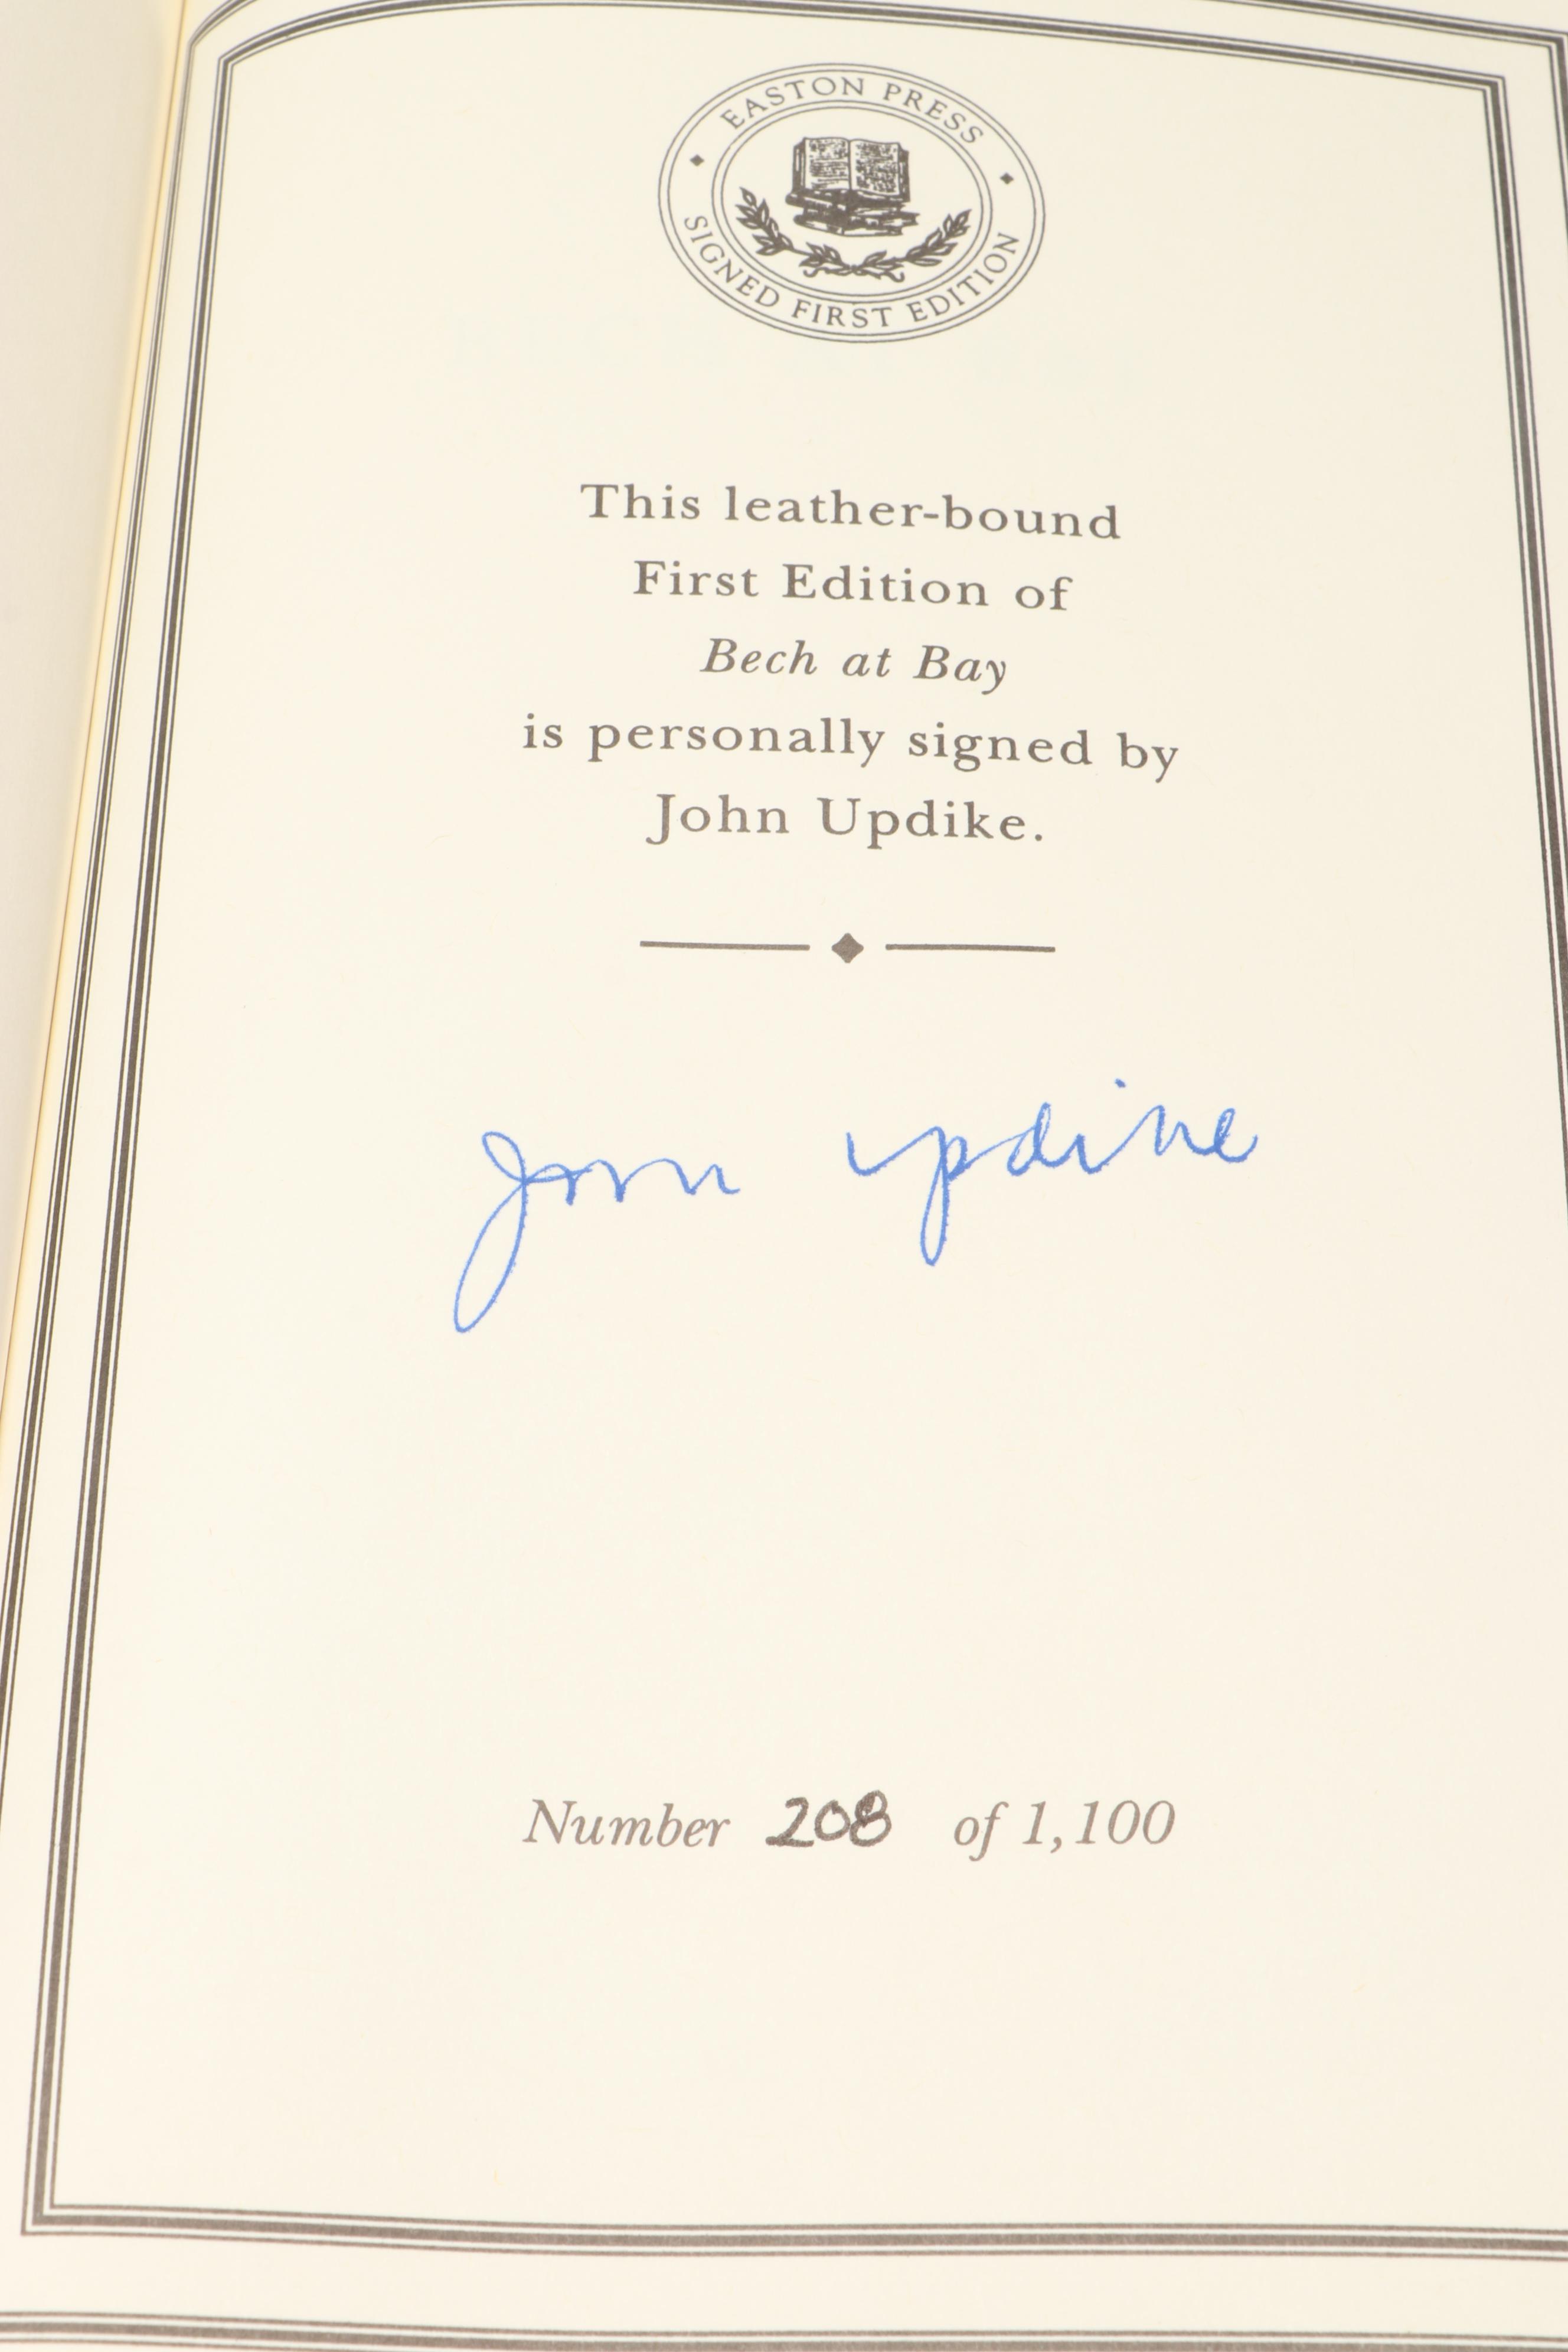 EASTON PRESS
SIGNED FIRST EDITION
This leather-bound
First Edition of
Bech at Bay
is personally signed by
John Updike.
John Updike
Number 208 of 1,100